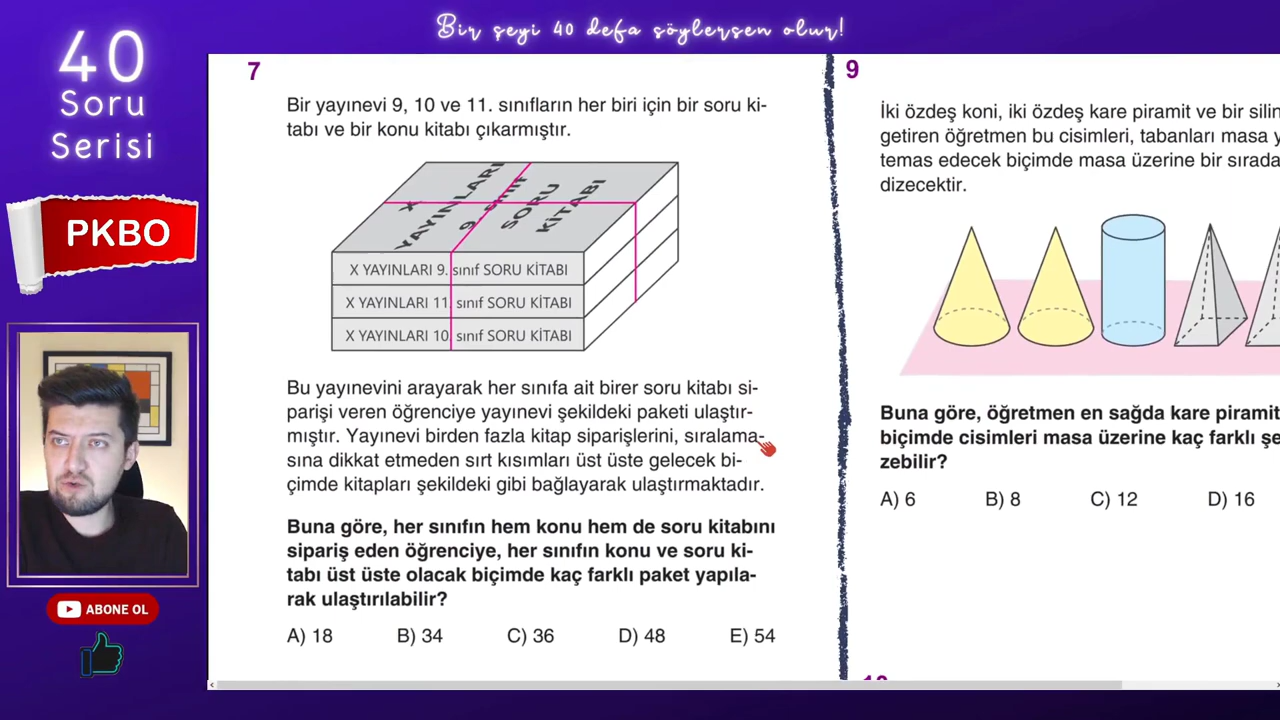 Bir şeyi 40 defa söylersen olur!
40
Soru
Serisi
PKBO
ABONE OL
7
Bir yayınevi 9, 10 ve 11. sınıfların her biri için bir soru ki-
tabı ve bir konu kitabı çıkarmıştır.
X
YAYINLARI
9. sınıf
SORU
KİTABI
X YAYINLARI 9. sınıf SORU KİTABI
X YAYINLARI 11. sınıf SORU KİTABI
X YAYINLARI 10. sınıf SORU KİTABI
Bu yayınevini arayarak her sınıfa ait birer soru kitabı si-
parişi veren öğrenciye yayınevi şekildeki paketi ulaştır-
mıştır. Yayınevi birden fazla kitap siparişlerini, sıralama-
sına dikkat etmeden sırt kısımları üst üste gelecek bi-
çimde kitapları şekildeki gibi bağlayarak ulaştırmaktadır.
Buna göre, her sınıfın hem konu hem de soru kitabını
sipariş eden öğrenciye, her sınıfın konu ve soru ki-
tabı üst üste olacak biçimde kaç farklı paket yapıla-
rak ulaştırılabilir?
A) 18 B) 34 C) 36 D) 48 E) 54
9
İki özdeş koni, iki özdeş kare piramit ve bir silin
getiren öğretmen bu cisimleri, tabanları masa y
temas edecek biçimde masa üzerine bir sırada
dizecektir.
Buna göre, öğretmen en sağda kare piramit
biçimde cisimleri masa üzerine kaç farklı şe
zebilir?
A) 6 B) 8 C) 12 D) 16